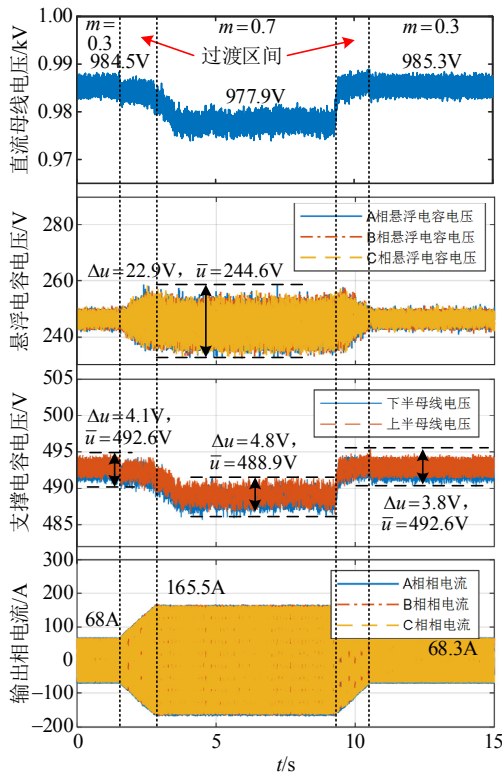 m = 0.3
m = 0.7
m = 0.3
过渡区间
984.5V
977.9V
985.3V
1.00
0.99
0.98
0.97
直流母线电压/kV
A相悬浮电容电压
B相悬浮电容电压
C相悬浮电容电压
Δu=22.9V，u̅=244.6V
280
260
240
悬浮电容电压/V
下半母线电压
上半母线电压
Δu=4.1V，
u̅=492.6V
Δu=4.8V，
u̅=488.9V
Δu=3.8V，
u̅=492.6V
505
500
495
490
485
支撑电容电压/V
A相相电流
B相相电流
C相相电流
68A
165.5A
68.3A
300
200
100
0
−100
−200
输出相电流/A
0
5
10
15
t/s